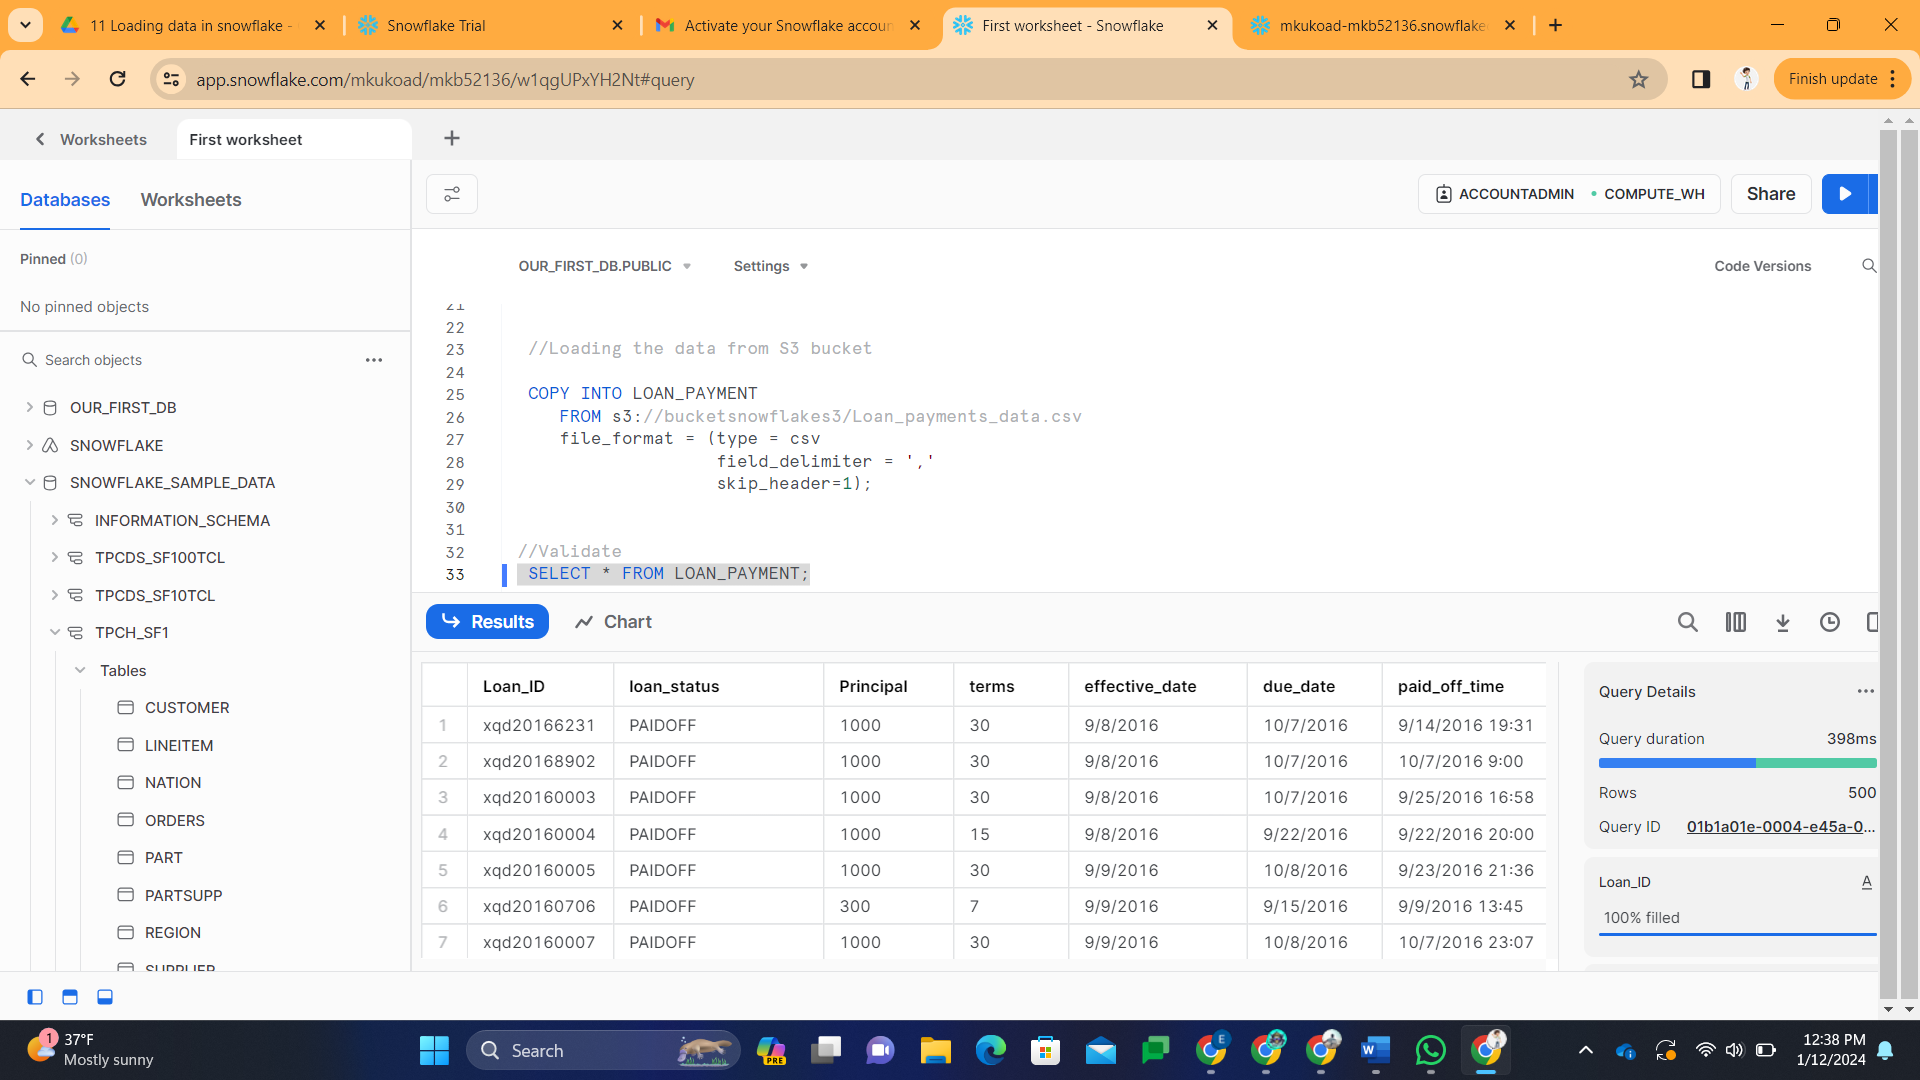 11 Loading data in snowflake -
Snowflake Trial
Activate your Snowflake accoun
First worksheet - Snowflake
mkukoad-mkb52136.snowflake
app.snowflake.com/mkukoad/mkb52136/w1qgUPxYH2Nt#query
Finish update
Worksheets
First worksheet
Databases
Worksheets
ACCOUNTADMIN
COMPUTE_WH
Share
Pinned (0)
No pinned objects
OUR_FIRST_DB.PUBLIC
Settings
Code Versions
Search objects
OUR_FIRST_DB
SNOWFLAKE
SNOWFLAKE_SAMPLE_DATA
INFORMATION_SCHEMA
TPCDS_SF100TCL
TPCDS_SF10TCL
TPCH_SF1
Tables
CUSTOMER
LINEITEM
NATION
ORDERS
PART
PARTSUPP
REGION
SUPPLIER
21
22
23 //Loading the data from S3 bucket
24
25 COPY INTO LOAN_PAYMENT
26 FROM s3://bucketsnowflakes3/Loan_payments_data.csv
27 file_format = (type = csv
28 field_delimiter = ','
29 skip_header=1);
30
31
32 //Validate
33 SELECT * FROM LOAN_PAYMENT;
Results
Chart
Loan_ID loan_status Principal terms effective_date due_date paid_off_time
1 xqd20166231 PAIDOFF 1000 30 9/8/2016 10/7/2016 9/14/2016 19:31
2 xqd20168902 PAIDOFF 1000 30 9/8/2016 10/7/2016 10/7/2016 9:00
3 xqd20160003 PAIDOFF 1000 30 9/8/2016 10/7/2016 9/25/2016 16:58
4 xqd20160004 PAIDOFF 1000 15 9/8/2016 9/22/2016 9/22/2016 20:00
5 xqd20160005 PAIDOFF 1000 30 9/9/2016 10/8/2016 9/23/2016 21:36
6 xqd20160706 PAIDOFF 300 7 9/9/2016 9/15/2016 9/9/2016 13:45
7 xqd20160007 PAIDOFF 1000 30 9/9/2016 10/8/2016 10/7/2016 23:07
Query Details
Query duration 398ms
Rows 500
Query ID 01b1a01e-0004-e45a-0...
Loan_ID A
100% filled
1
37°F
Mostly sunny
Search
PRE
E
12:38 PM
1/12/2024